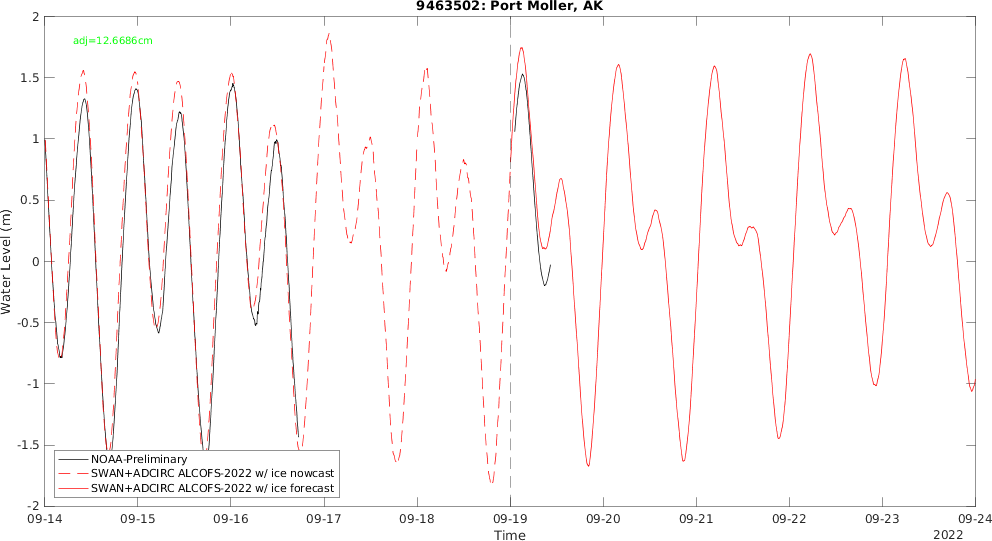 9463502: Port Moller, AK
adj=12.6686cm
2
1.5
1
0.5
0
-0.5
-1
-1.5
-2
Water Level (m)
NOAA-Preliminary
SWAN+ADCIRC ALCOFS-2022 w/ ice nowcast
SWAN+ADCIRC ALCOFS-2022 w/ ice forecast
09-14 09-15 09-16 09-17 09-18 09-19 09-20 09-21 09-22 09-23 09-24
Time
2022